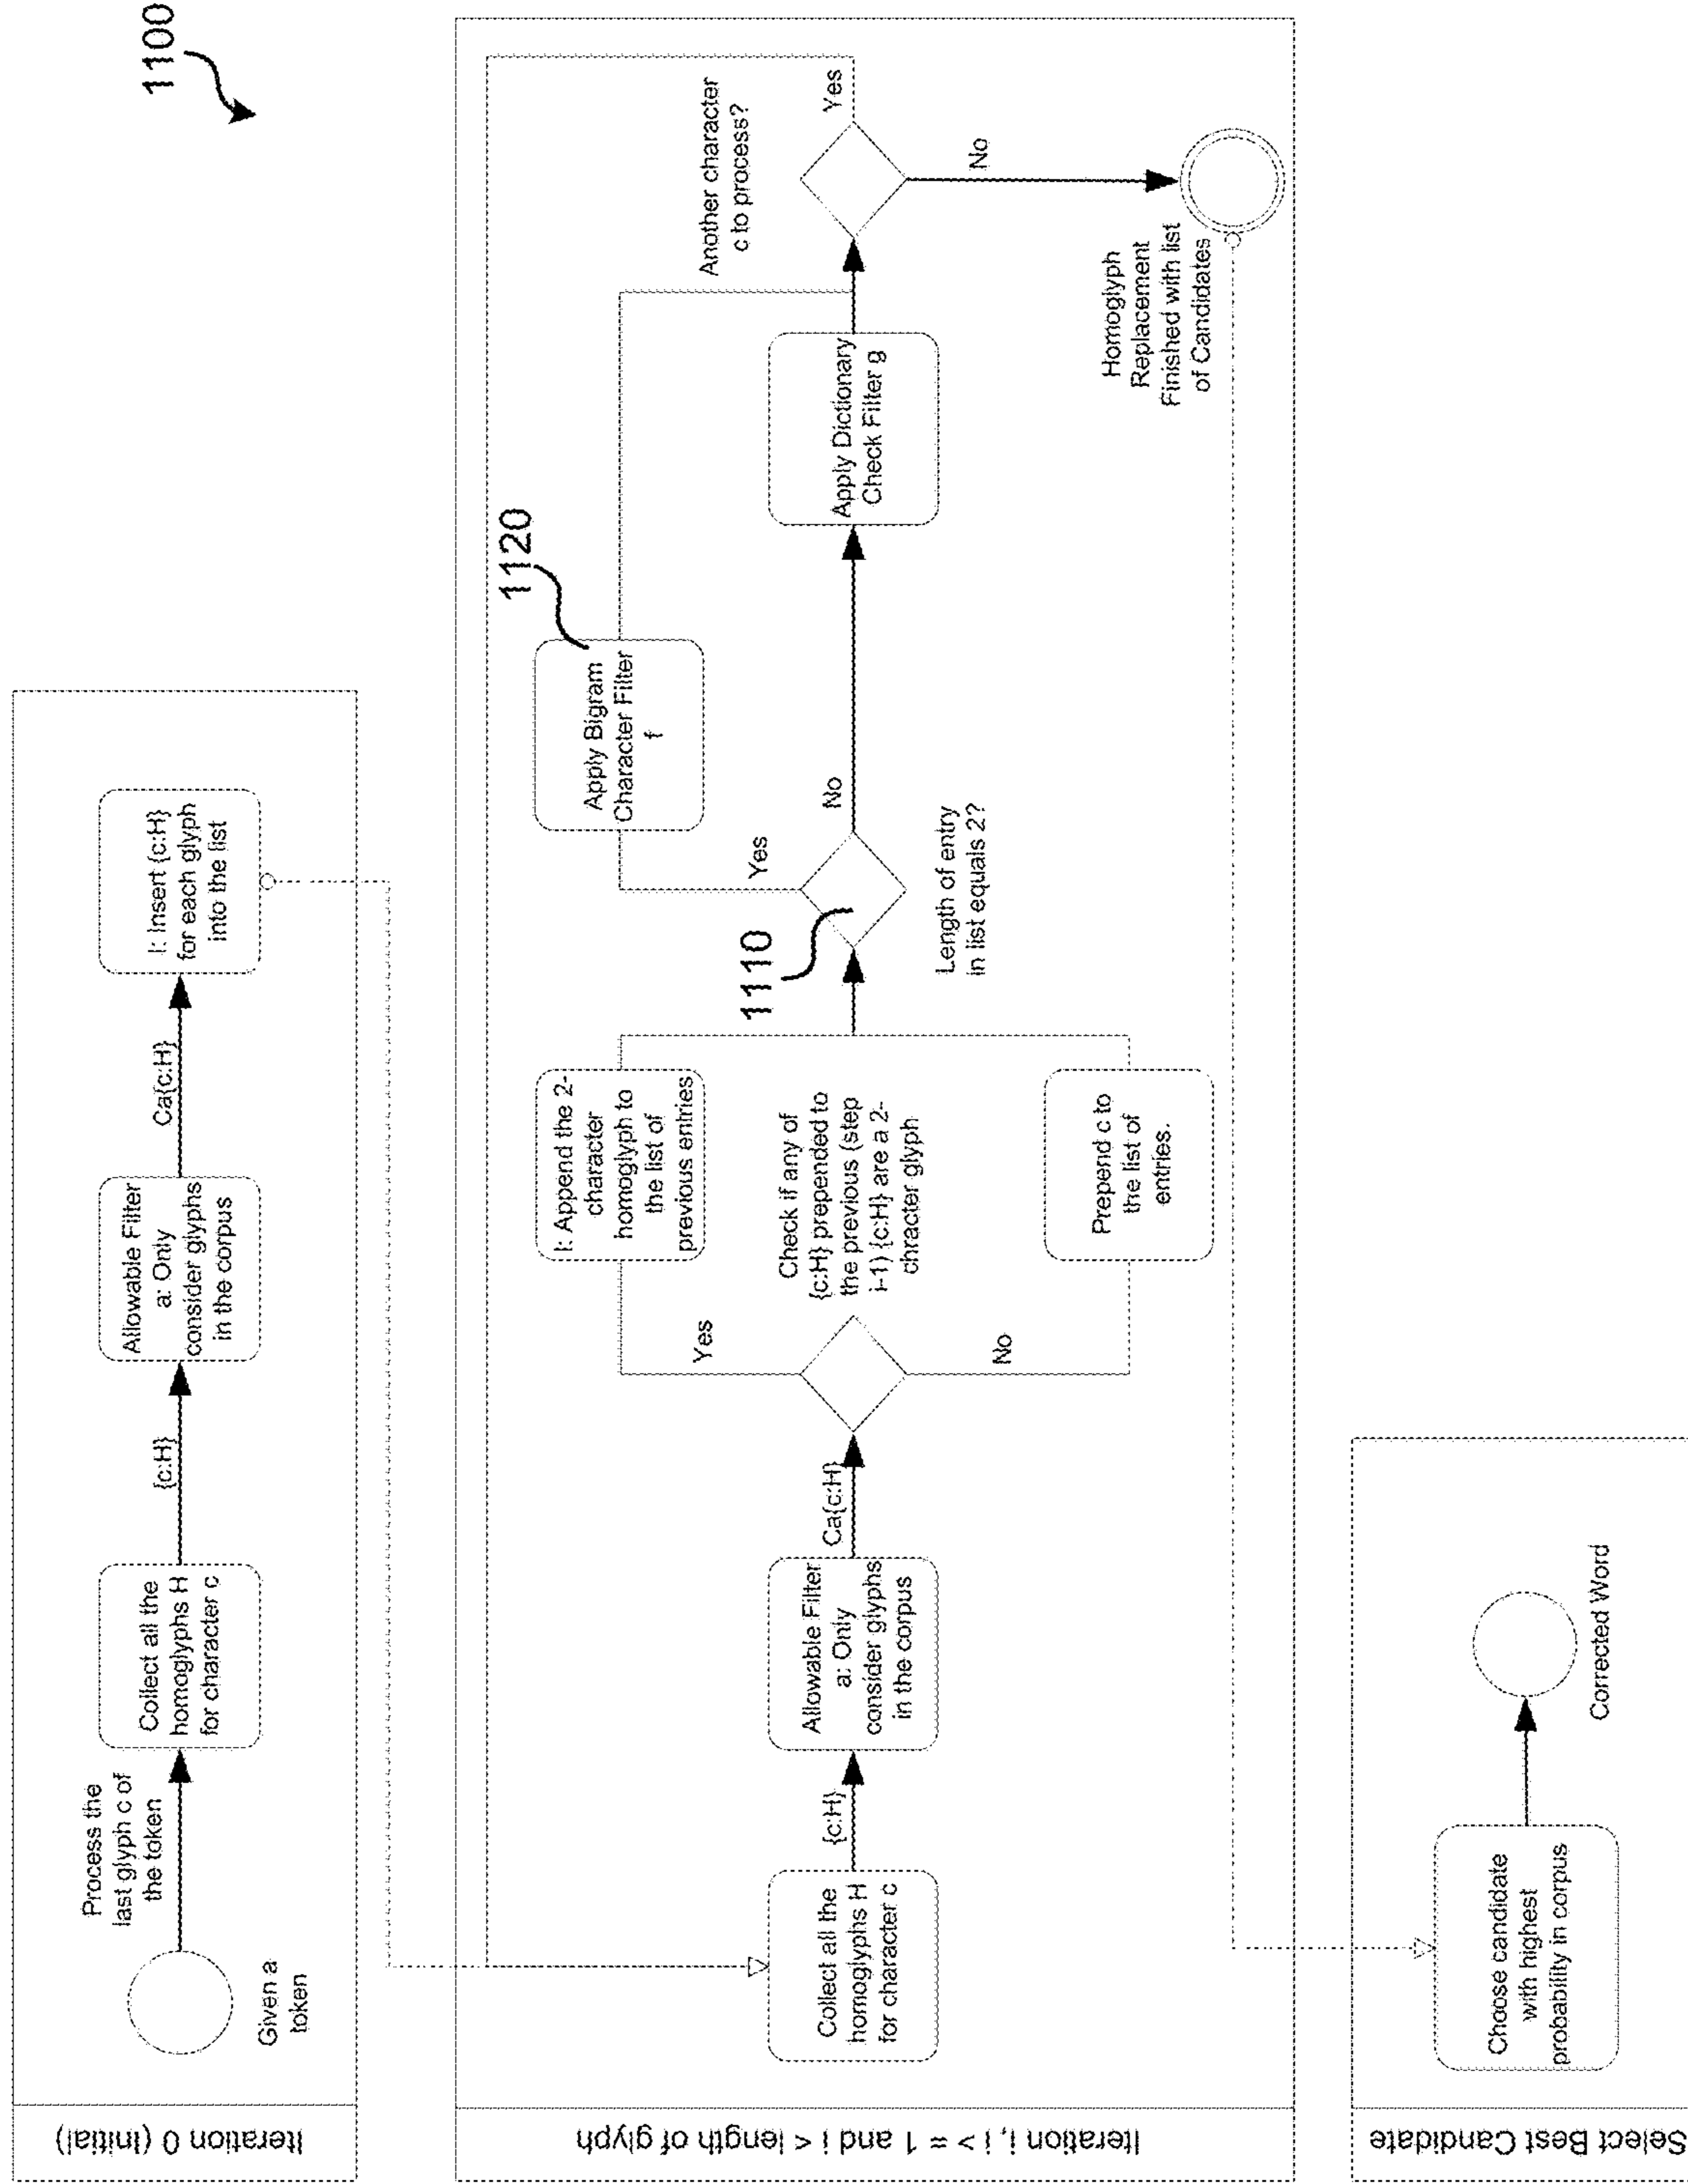 1100
Iteration 0 (Initial)
Given a
token
Process the
last glyph c of
the token
Collect all the
homoglyphs H
for character c
{c:H}
Allowable Filter
a: Only
consider glyphs
in the corpus
Ca{c:H}
l: Insert {c:H}
for each glyph
into the list
Iteration i, i >= 1 and i < length of glyph
Collect all the
homoglyphs H
for character c
{c:H}
Allowable Filter
a: Only
consider glyphs
in the corpus
Ca{c:H}
Yes
No
l: Append the 2-
character
homoglyph to
the list of
previous entries
Check if any of
{c:H} prepended to
the previous (step
i-1) {c:H} are a 2-
chracter glyph
Prepend c to
the list of
entries.
1110
Length of entry
in list equals 2?
Yes
No
1120
Apply Bigram
Character Filter
f
Apply Dictionary
Check Filter g
Another character
c to process?
Yes
No
Homoglyph
Replacement
Finished with list
of Candidates
Select Best Candidate
Choose candidate
with highest
probability in corpus
Corrected Word